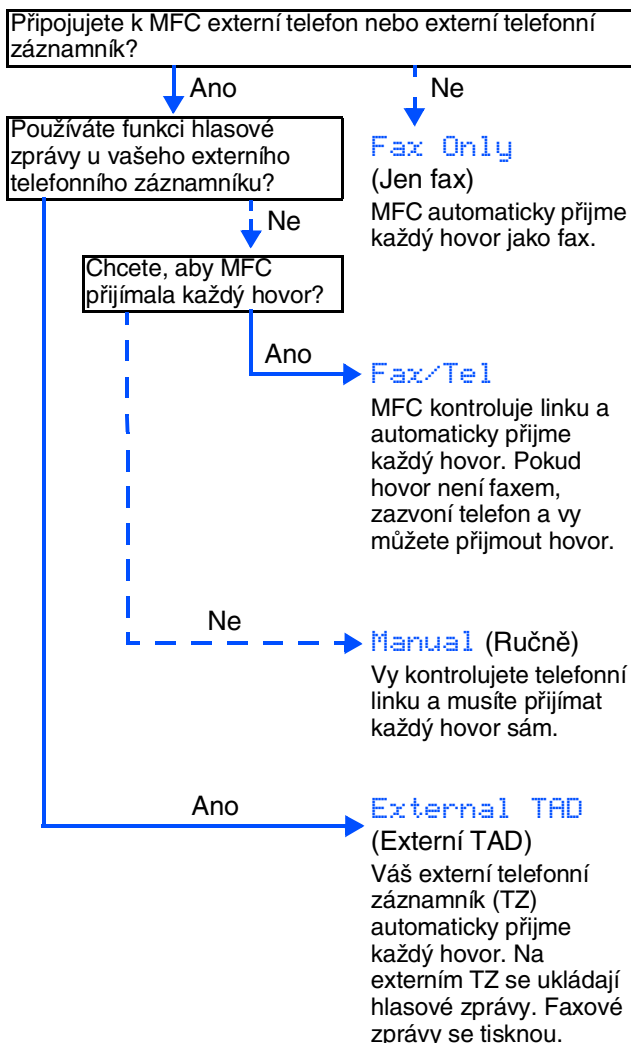 Připojujete k MFC externí telefon nebo externí telefonní
záznamník?
Ano
Ne
Používáte funkci hlasové
zprávy u vašeho externího
telefonního záznamníku?
Fax Only
(Jen fax)
MFC automaticky přijme
každý hovor jako fax.
Ne
Chcete, aby MFC
přijímala každý hovor?
Ano
Fax/Tel
MFC kontroluje linku a
automaticky přijme
každý hovor. Pokud
hovor není faxem,
zazvoní telefon a vy
můžete přijmout hovor.
Ne
Manual (Ručně)
Vy kontrolujete telefonní
linku a musíte přijímat
každý hovor sám.
Ano
External TAD
(Externí TAD)
Váš externí telefonní
záznamník (TZ)
automaticky přijme
každý hovor. Na
externím TZ se ukládají
hlasové zprávy. Faxové
zprávy se tisknou.